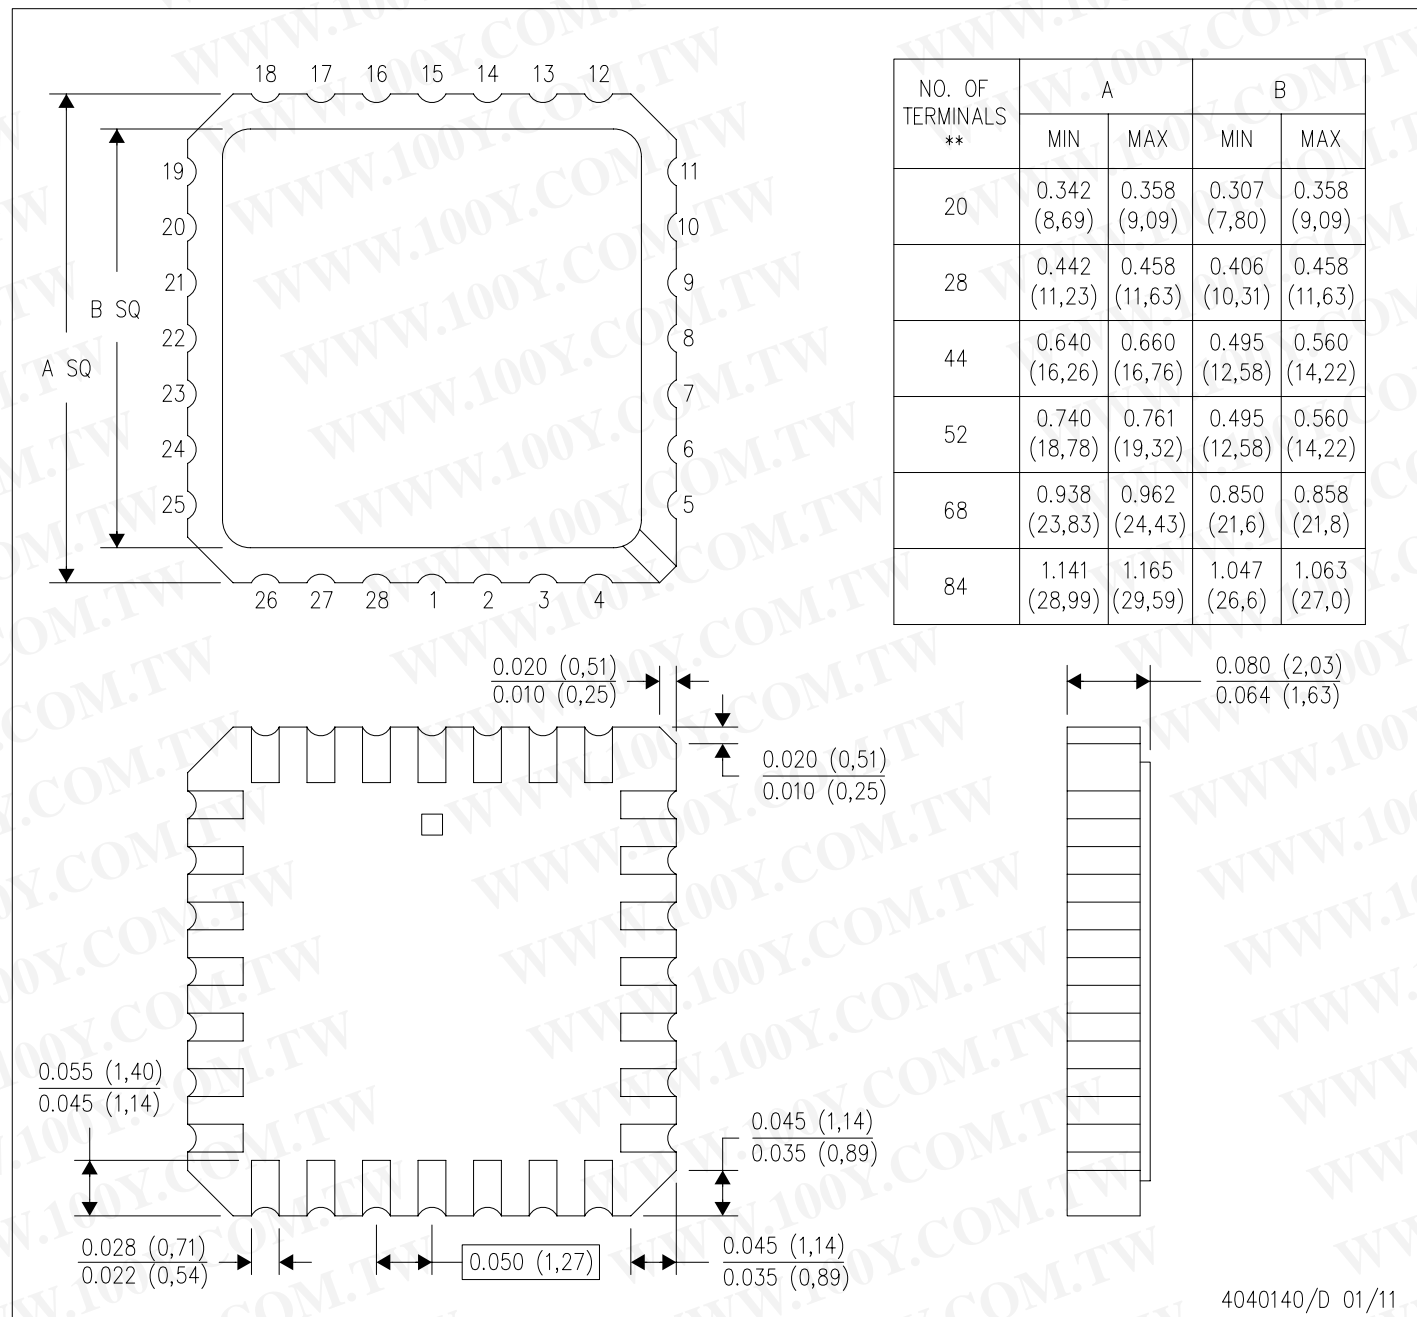 18 17 16 15 14 13 12
19
20
21
22
23
24
25
11
10
9
8
7
6
5
26 27 28 1 2 3 4
B SQ
A SQ
NO. OF TERMINALS ** A B
MIN MAX MIN MAX
20 0.342 (8,69) 0.358 (9,09) 0.307 (7,80) 0.358 (9,09)
28 0.442 (11,23) 0.458 (11,63) 0.406 (10,31) 0.458 (11,63)
44 0.640 (16,26) 0.660 (16,76) 0.495 (12,58) 0.560 (14,22)
52 0.740 (18,78) 0.761 (19,32) 0.495 (12,58) 0.560 (14,22)
68 0.938 (23,83) 0.962 (24,43) 0.850 (21,6) 0.858 (21,8)
84 1.141 (28,99) 1.165 (29,59) 1.047 (26,6) 1.063 (27,0)
0.020 (0,51)
0.010 (0,25)
0.080 (2,03)
0.064 (1,63)
0.020 (0,51)
0.010 (0,25)
0.055 (1,40)
0.045 (1,14)
0.045 (1,14)
0.035 (0,89)
0.028 (0,71)
0.022 (0,54)
0.050 (1,27)
0.045 (1,14)
0.035 (0,89)
4040140/D 01/11
WWW.100Y.COM.TW